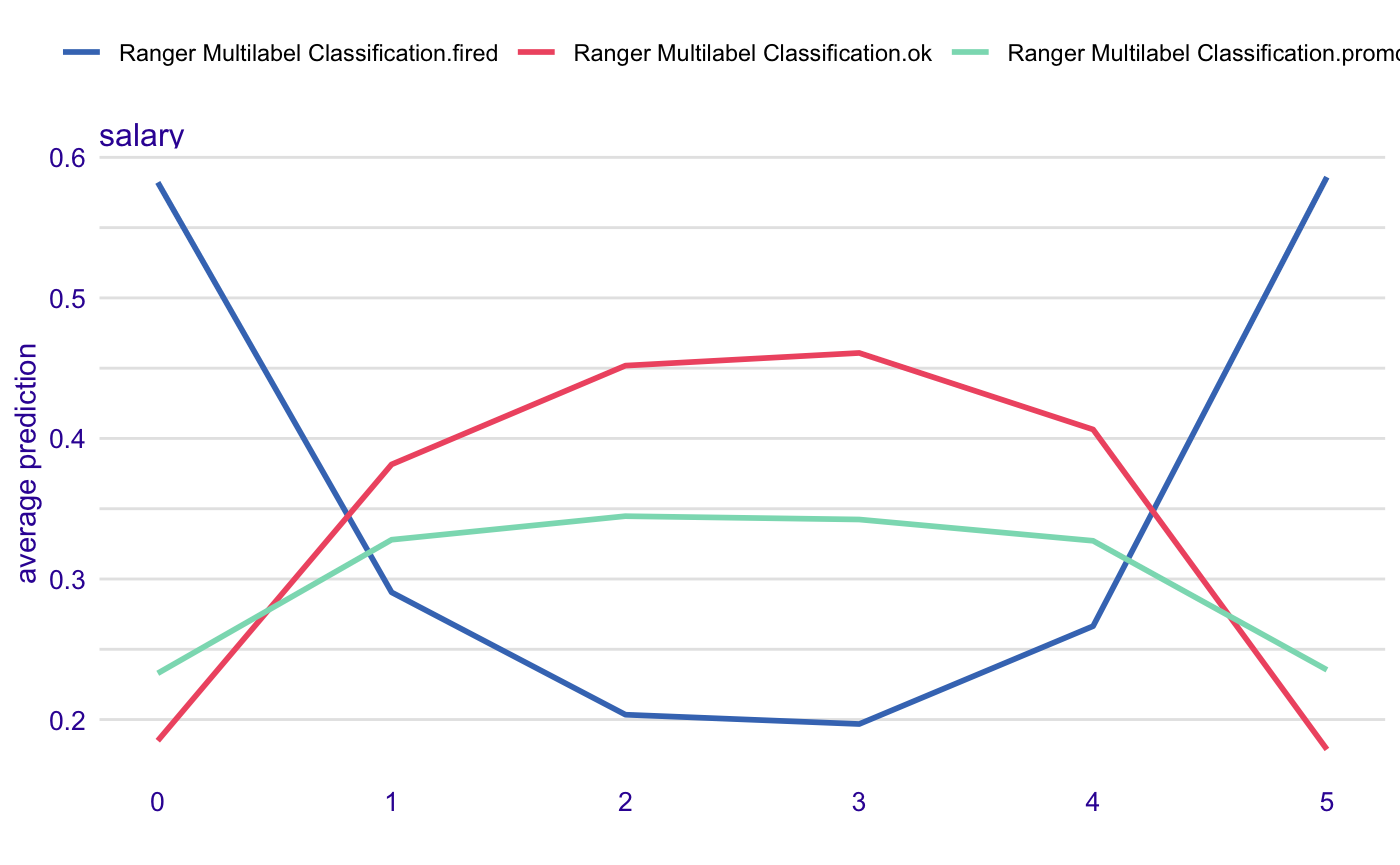 Ranger Multilabel Classification.fired Ranger Multilabel Classification.ok Ranger Multilabel Classification.promo
salary
0.6
0.5
0.4
0.3
0.2
average prediction
0 1 2 3 4 5